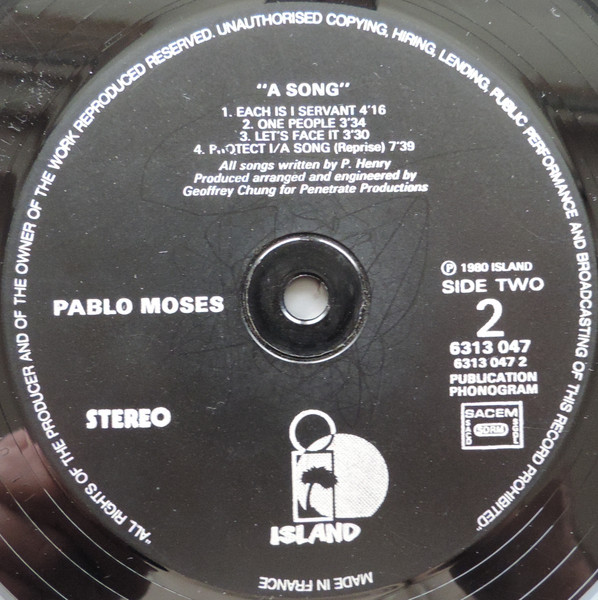 "ALL RIGHTS OF THE PRODUCER AND OF THE OWNER OF THE WORK REPRODUCED RESERVED. UNAUTHORISED COPYING, HIRING, LENDING, PUBLIC PERFORMANCE AND BROADCASTING OF THIS RECORD PROHIBITED"
"A SONG"
1. EACH IS I SERVANT 4'16
2. ONE PEOPLE 3'34
3. LET'S FACE IT 3'30
4. PROTECT I/A SONG (Reprise) 7'39
All songs written by P. Henry
Produced arranged and engineered by
Geoffrey Chung for Penetrate Productions
PABLO MOSES
STEREO
℗ 1980 ISLAND
SIDE TWO
2
6313 047
6313 047 2
PUBLICATION
PHONOGRAM
SACEM
SACD
SDRM
SGDL
ISLAND
MADE IN FRANCE